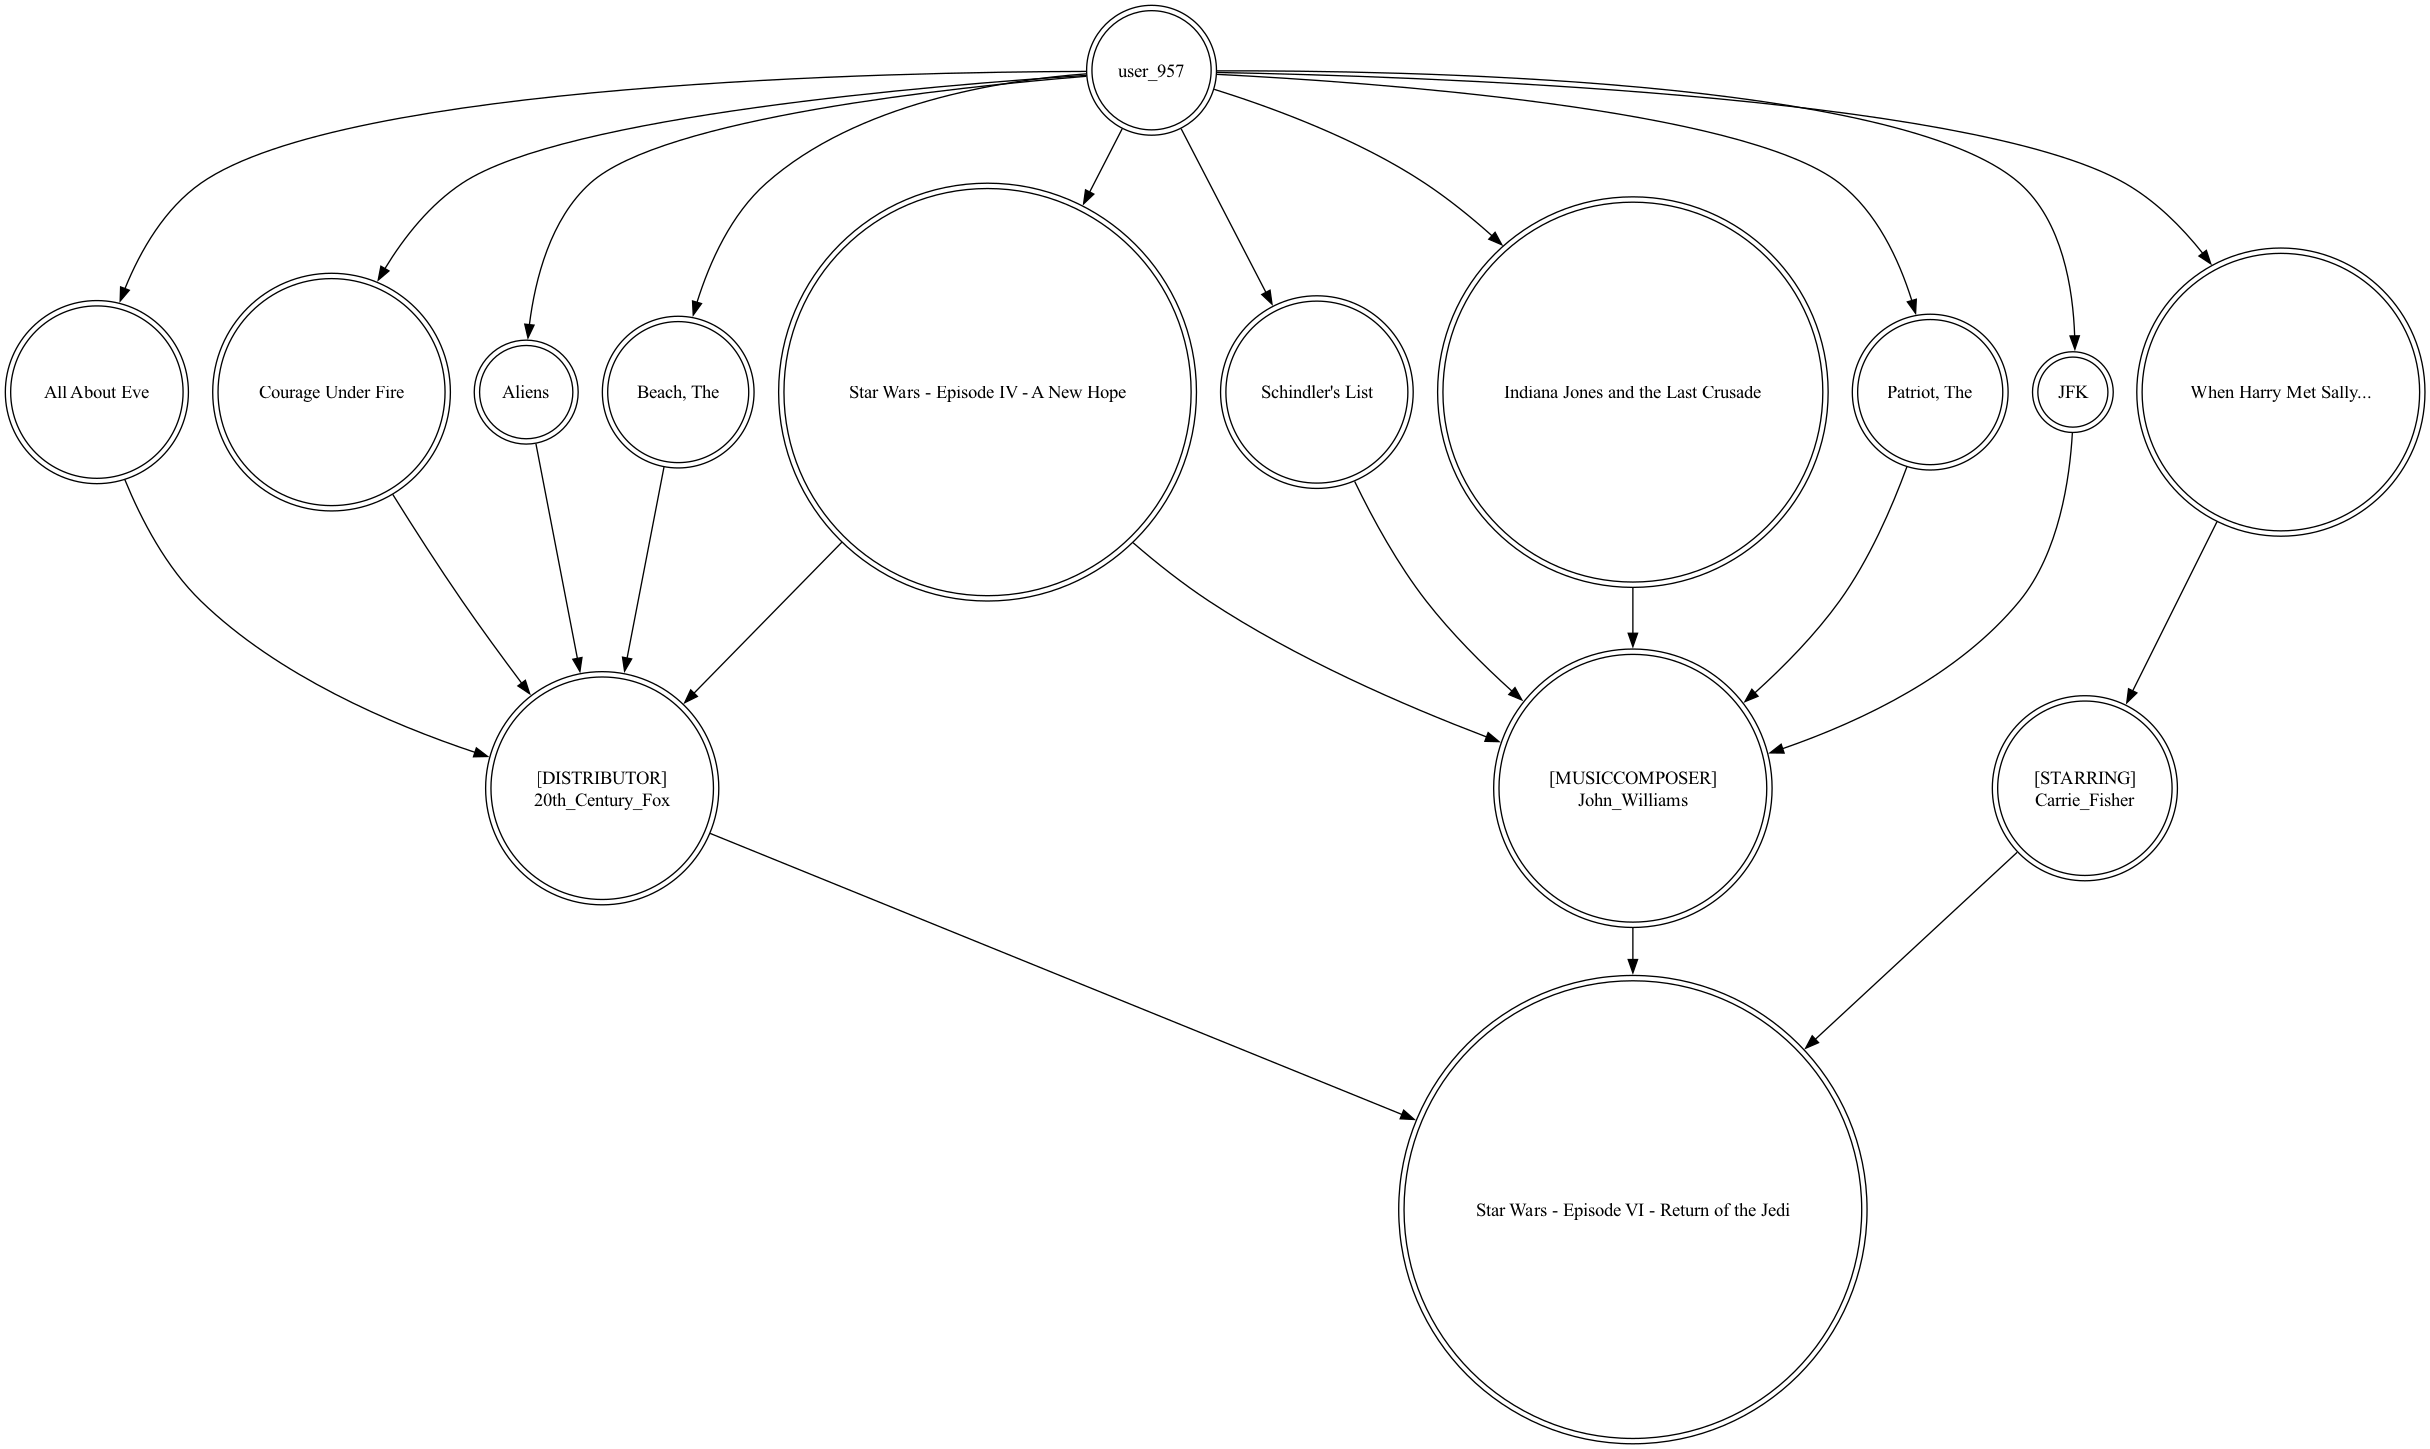 user_957
All About Eve
Courage Under Fire
Aliens
Beach, The
Star Wars - Episode IV - A New Hope
Schindler's List
Indiana Jones and the Last Crusade
Patriot, The
JFK
When Harry Met Sally...
[DISTRIBUTOR]
20th_Century_Fox
[MUSICCOMPOSER]
John_Williams
[STARRING]
Carrie_Fisher
Star Wars - Episode VI - Return of the Jedi